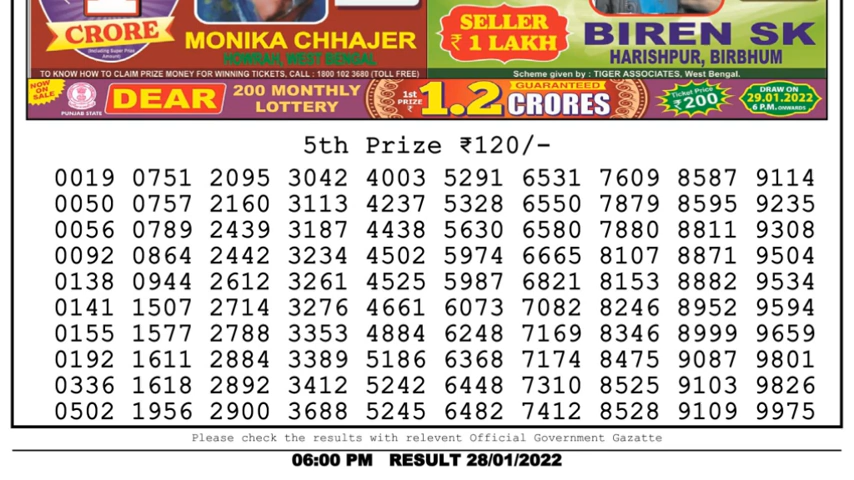 1
CRORE
(Including Super Prize Amount)
MONIKA CHHAJER
HOWRAH, WEST BENGAL
SELLER
₹ 1 LAKH
BIREN SK
HARISHPUR, BIRBHUM
TO KNOW HOW TO CLAIM PRIZE MONEY FOR WINNING TICKETS, CALL : 1800 102 3680 (TOLL FREE)
Scheme given by : TIGER ASSOCIATES, West Bengal.
NOW ON SALE
PUNJAB STATE
DEAR
200 MONTHLY
LOTTERY
1st PRIZE ₹
1.2
GUARANTEED
CRORES
Ticket Price
₹200
DRAW ON
29.01.2022
6 P.M. ONWARDS
5th Prize ₹120/-
0019 0751 2095 3042 4003 5291 6531 7609 8587 9114
0050 0757 2160 3113 4237 5328 6550 7879 8595 9235
0056 0789 2439 3187 4438 5630 6580 7880 8811 9308
0092 0864 2442 3234 4502 5974 6665 8107 8871 9504
0138 0944 2612 3261 4525 5987 6821 8153 8882 9534
0141 1507 2714 3276 4661 6073 7082 8246 8952 9594
0155 1577 2788 3353 4884 6248 7169 8346 8999 9659
0192 1611 2884 3389 5186 6368 7174 8475 9087 9801
0336 1618 2892 3412 5242 6448 7310 8525 9103 9826
0502 1956 2900 3688 5245 6482 7412 8528 9109 9975
Please check the results with relevent Official Government Gazatte
06:00 PM RESULT 28/01/2022